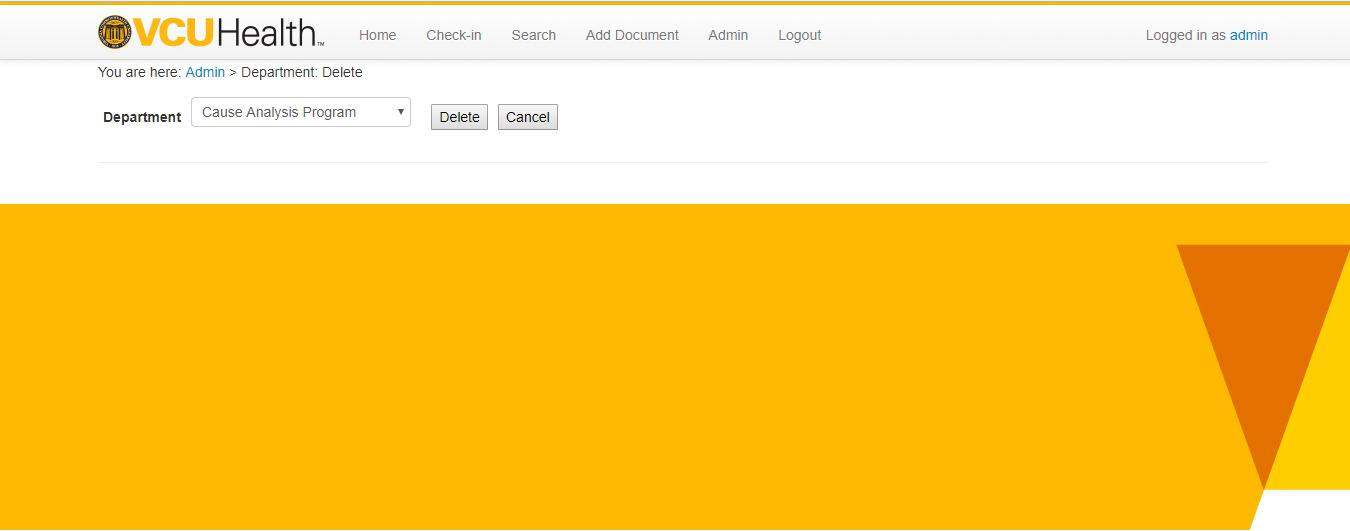 VCUHealth™ Home Check-in Search Add Document Admin Logout Logged in as admin
You are here: Admin > Department: Delete
Department Cause Analysis Program Delete Cancel